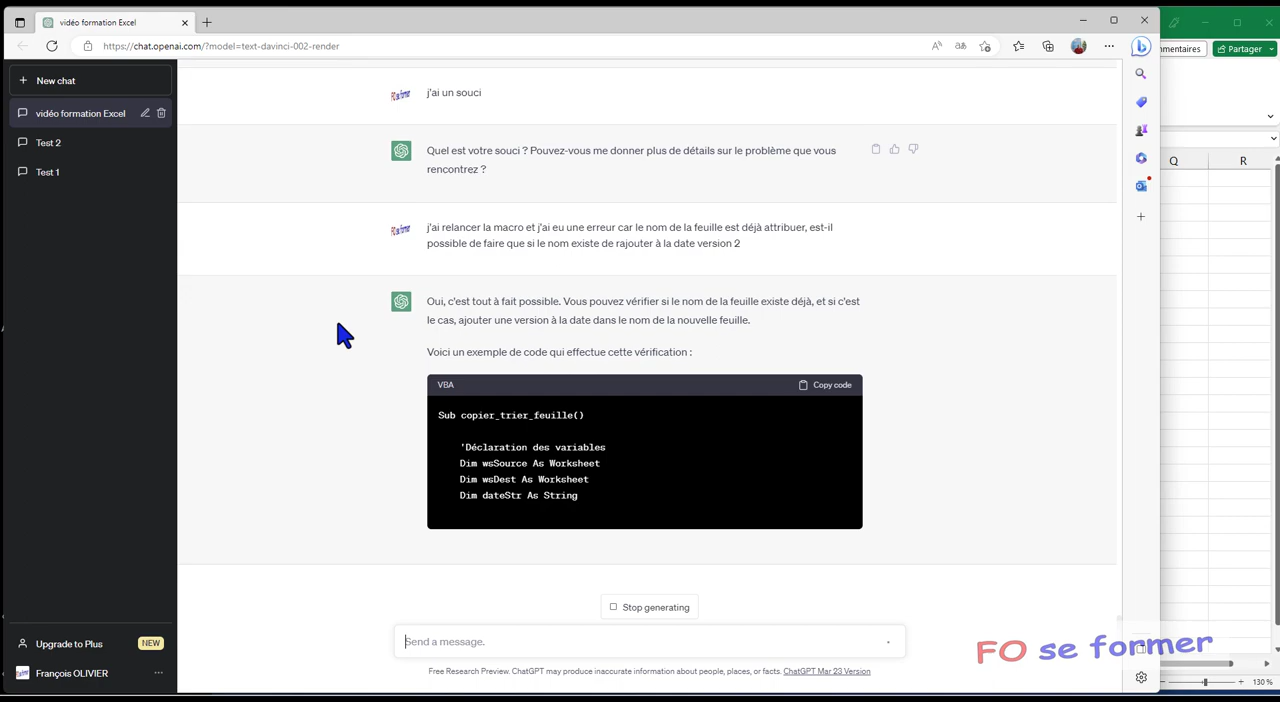 vidéo formation Excel
https://chat.openai.com/?model=text-davinci-002-render
mmentaires
Partager
New chat
vidéo formation Excel
Test 2
Test 1
j'ai un souci
Quel est votre souci ? Pouvez-vous me donner plus de détails sur le problème que vous
rencontrez ?
j'ai relancer la macro et j'ai eu une erreur car le nom de la feuille est déjà attribuer, est-il
possible de faire que si le nom existe de rajouter à la date version 2
Oui, c'est tout à fait possible. Vous pouvez vérifier si le nom de la feuille existe déjà, et si c'est
le cas, ajouter une version à la date dans le nom de la nouvelle feuille.
Voici un exemple de code qui effectue cette vérification :
VBA
Copy code
Sub copier_trier_feuille()
'Déclaration des variables
Dim wsSource As Worksheet
Dim wsDest As Worksheet
Dim dateStr As String
Stop generating
Send a message.
Free Research Preview. ChatGPT may produce inaccurate information about people, places, or facts. ChatGPT Mar 23 Version
Upgrade to Plus
NEW
François OLIVIER
Q R
FO se former
130 %